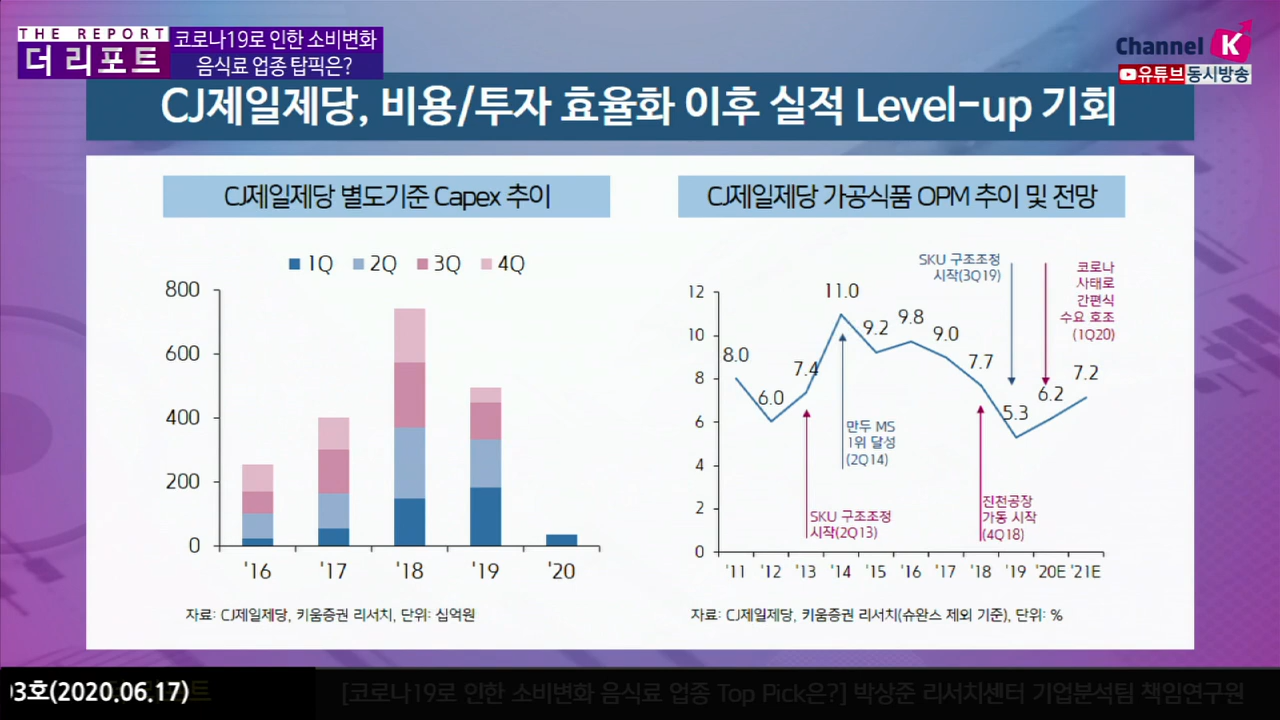 THE REPORT
더 리포트
코로나19로 인한 소비변화
음식료 업종 탑픽은?
Channel K
유튜브동시방송
CJ제일제당, 비용/투자 효율화 이후 실적 Level-up 기회
CJ제일제당 별도기준 Capex 추이
1Q 2Q 3Q 4Q
800
600
400
200
0
'16 '17 '18 '19 '20
자료: CJ제일제당, 키움증권 리서치, 단위: 십억원
CJ제일제당 가공식품 OPM 추이 및 전망
SKU 구조조정
시작(3Q19)
코로나
사태로
간편식
수요 호조
(1Q20)
12
10
8
6
4
2
0
8.0
6.0
7.4
11.0
9.2
9.8
9.0
7.7
5.3
6.2
7.2
만두 MS
1위 달성
(2Q14)
SKU 구조조정
시작(2Q13)
진천공장
가동 시작
(4Q18)
'11 '12 '13 '14 '15 '16 '17 '18 '19 '20E '21E
자료: CJ제일제당, 키움증권 리서치(슈완스 제외 기준), 단위: %
03호(2020.06.17)
[코로나19로 인한 소비변화 음식료 업종 Top Pick은?] 박상준 리서치센터 기업분석팀 책임연구원